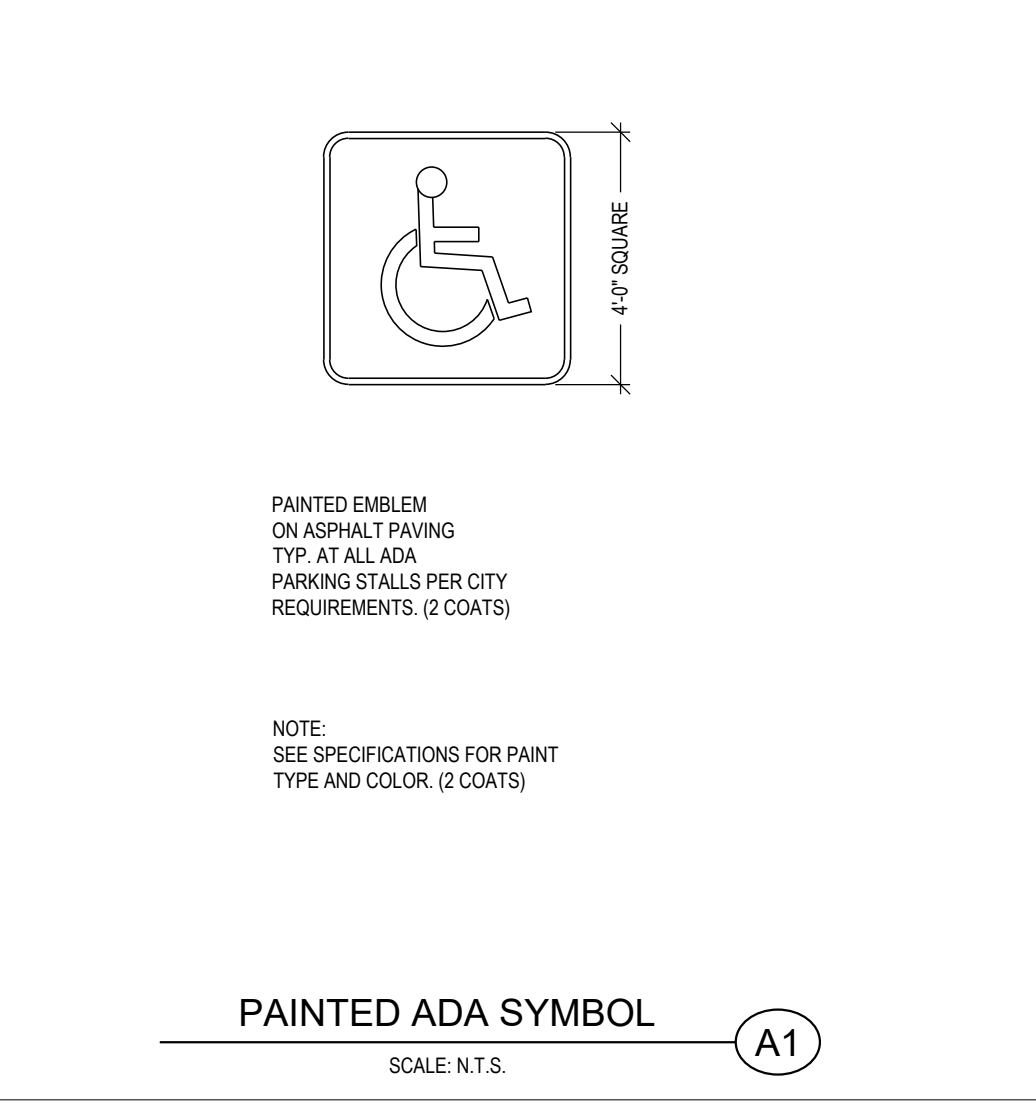 4'-0" SQUARE
PAINTED EMBLEM
ON ASPHALT PAVING
TYP. AT ALL ADA
PARKING STALLS PER CITY
REQUIREMENTS. (2 COATS)
NOTE:
SEE SPECIFICATIONS FOR PAINT
TYPE AND COLOR. (2 COATS)
PAINTED ADA SYMBOL
A1
SCALE: N.T.S.